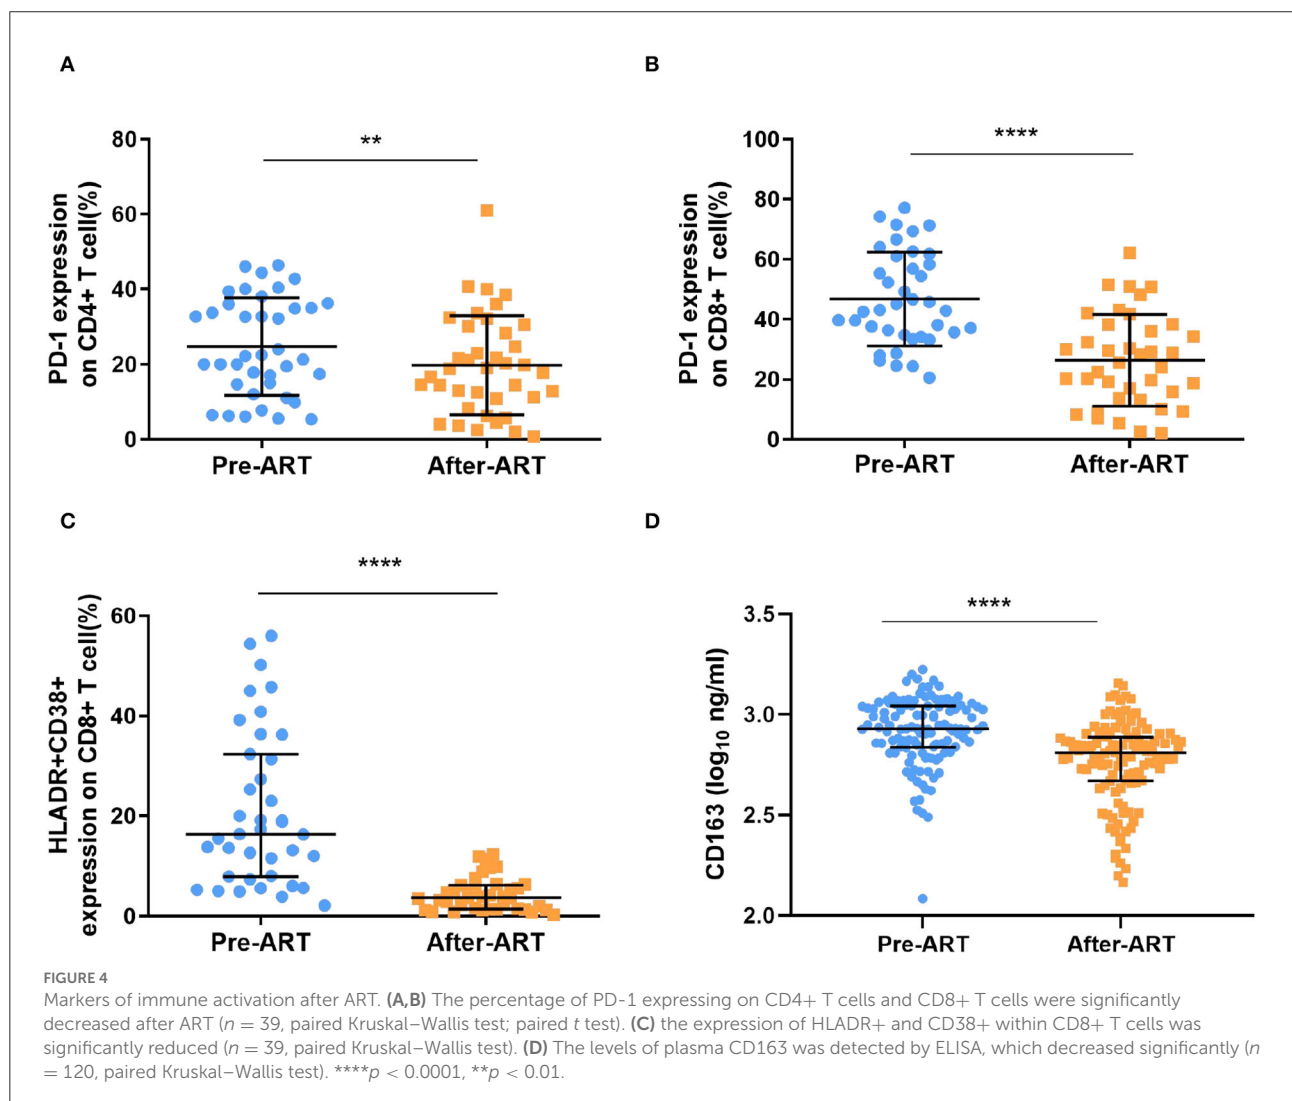 A
B
PD-1 expression
on CD4+ T cell(%)
80
60
40
20
0
**
Pre-ART
After-ART
PD-1 expression
on CD8+ T cell(%)
100
80
60
40
20
0
****
Pre-ART
After-ART
C
D
HLADR+CD38+
expression on CD8+ T cell(%)
60
40
20
0
****
Pre-ART
After-ART
CD163 (log10 ng/ml)
3.5
3.0
2.5
2.0
****
Pre-ART
After-ART
FIGURE 4
Markers of immune activation after ART. (A,B) The percentage of PD-1 expressing on CD4+ T cells and CD8+ T cells were significantly
decreased after ART (n = 39, paired Kruskal–Wallis test; paired t test). (C) the expression of HLADR+ and CD38+ within CD8+ T cells was
significantly reduced (n = 39, paired Kruskal–Wallis test). (D) The levels of plasma CD163 was detected by ELISA, which decreased significantly (n
= 120, paired Kruskal–Wallis test). ****p < 0.0001, **p < 0.01.